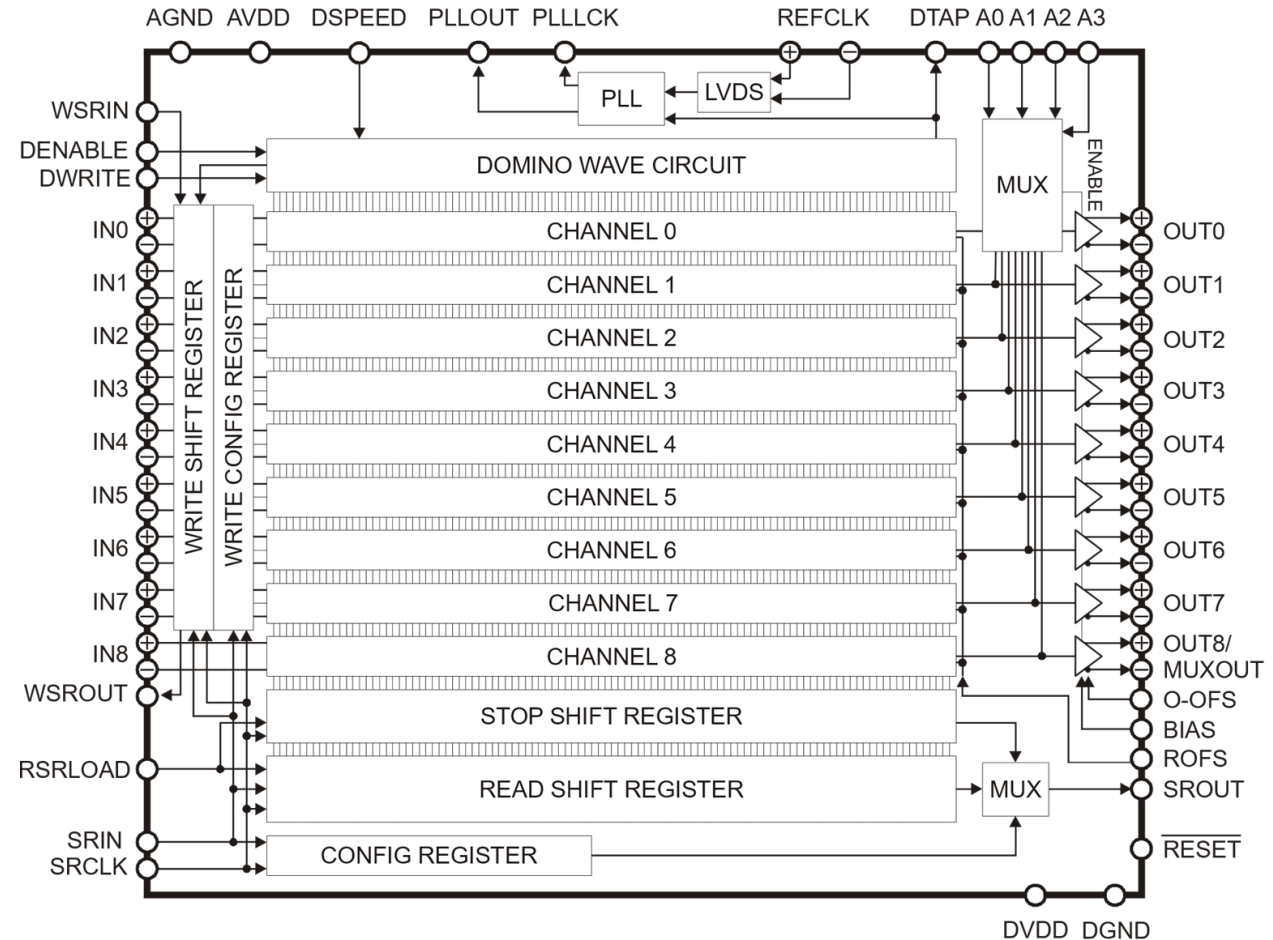 AGND AVDD DSPEED PLLOUT PLLLCK REFCLK DTAP A0 A1 A2 A3
PLL
LVDS
WSRIN
DENABLE
DWRITE
DOMINO WAVE CIRCUIT
MUX
ENABLE
IN0
CHANNEL 0
OUT0
IN1
CHANNEL 1
OUT1
IN2
CHANNEL 2
OUT2
IN3
CHANNEL 3
OUT3
IN4
CHANNEL 4
OUT4
IN5
CHANNEL 5
OUT5
IN6
CHANNEL 6
OUT6
IN7
CHANNEL 7
OUT7
IN8
CHANNEL 8
OUT8/
MUXOUT
WRITE SHIFT REGISTER
WRITE CONFIG REGISTER
WSROUT
STOP SHIFT REGISTER
O-OFS
BIAS
ROFS
RSRLOAD
READ SHIFT REGISTER
MUX
SROUT
SRIN
SRCLK
CONFIG REGISTER
RESET
DVDD DGND